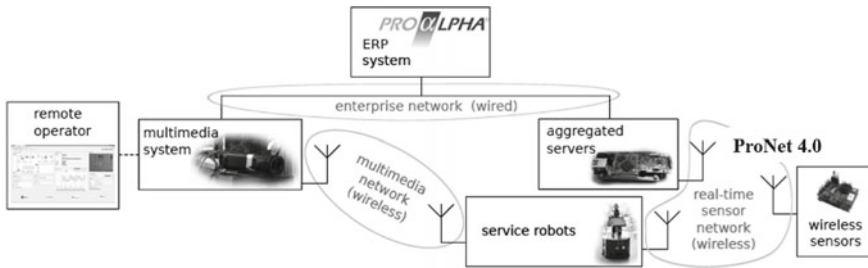 PRO α LPHA®
ERP
system
enterprise network (wired)
remote
operator
multimedia
system
multimedia
network
(wireless)
aggregated
servers
ProNet 4.0
service robots
real-time
sensor
network
(wireless)
wireless
sensors